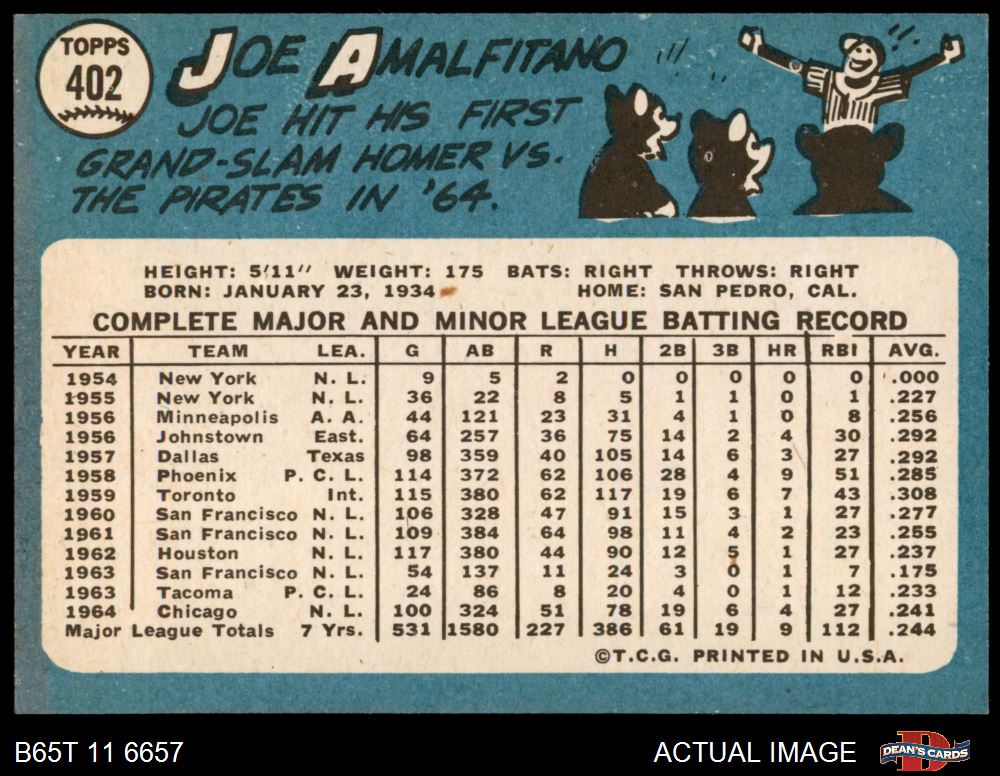 TOPPS
402
JOE AMALFITANO
JOE HIT HIS FIRST
GRAND-SLAM HOMER VS.
THE PIRATES IN '64.
HEIGHT: 5'11" WEIGHT: 175 BATS: RIGHT THROWS: RIGHT
BORN: JANUARY 23, 1934 HOME: SAN PEDRO, CAL.
COMPLETE MAJOR AND MINOR LEAGUE BATTING RECORD
YEAR TEAM LEA. G AB R H 2B 3B HR RBI AVG.
1954 New York N. L. 9 5 2 0 0 0 0 0 .000
1955 New York N. L. 36 22 8 5 1 1 0 1 .227
1956 Minneapolis A. A. 44 121 23 31 4 1 0 8 .256
1956 Johnstown East. 64 257 36 75 14 2 4 30 .292
1957 Dallas Texas 98 359 40 105 14 6 3 27 .292
1958 Phoenix P. C. L. 114 372 62 106 28 4 9 51 .285
1959 Toronto Int. 115 380 62 117 19 6 7 43 .308
1960 San Francisco N. L. 106 328 47 91 15 3 1 27 .277
1961 San Francisco N. L. 109 384 64 98 11 4 2 23 .255
1962 Houston N. L. 117 380 44 90 12 5 1 27 .237
1963 San Francisco N. L. 54 137 11 24 3 0 1 7 .175
1963 Tacoma P. C. L. 24 86 8 20 4 0 1 12 .233
1964 Chicago N. L. 100 324 51 78 19 6 4 27 .241
Major League Totals 7 Yrs. 531 1580 227 386 61 19 9 112 .244
©T.C.G. PRINTED IN U.S.A.
B65T 11 6657 ACTUAL IMAGE DEAN'S CARDS